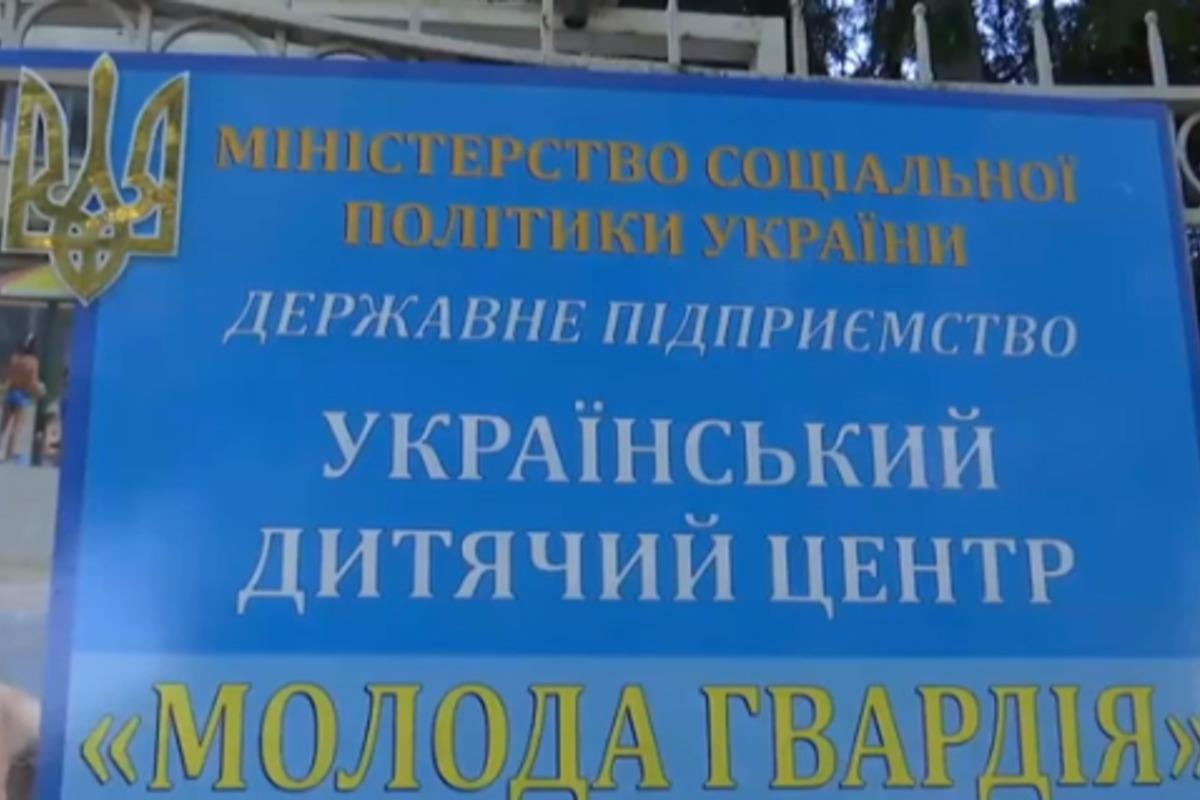 МІНІСТЕРСТВО СОЦІАЛЬНОЇ
ПОЛІТИКИ УКРАЇНИ
ДЕРЖАВНЕ ПІДПРИЄМСТВО
УКРАЇНСЬКИЙ
ДИТЯЧИЙ ЦЕНТР
«МОЛОДА ГВАРДІЯ»